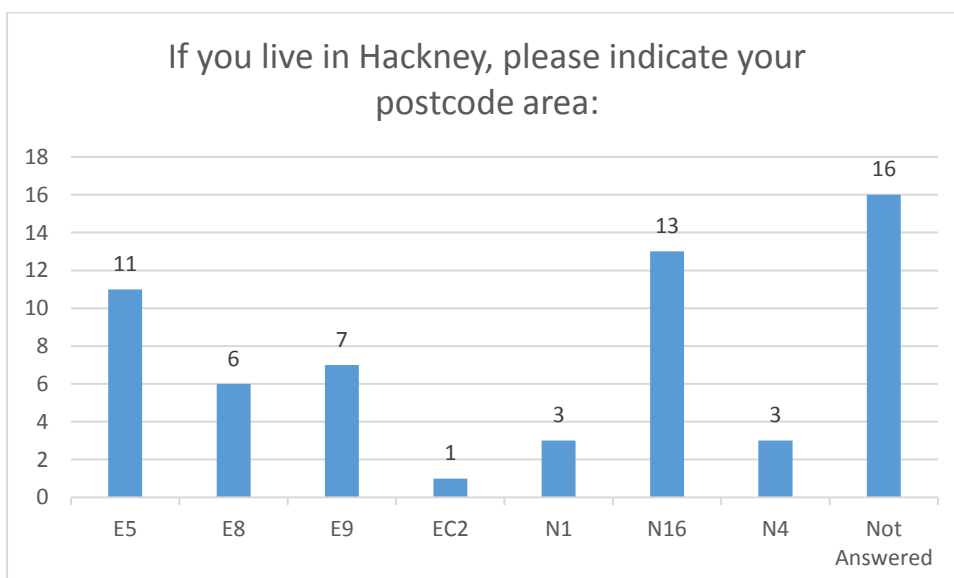 If you live in Hackney, please indicate your
postcode area:
18
16
14
12
10
8
6
4
2
0
11
6
7
1
3
13
3
16
E5
E8
E9
EC2
N1
N16
N4
Not
Answered